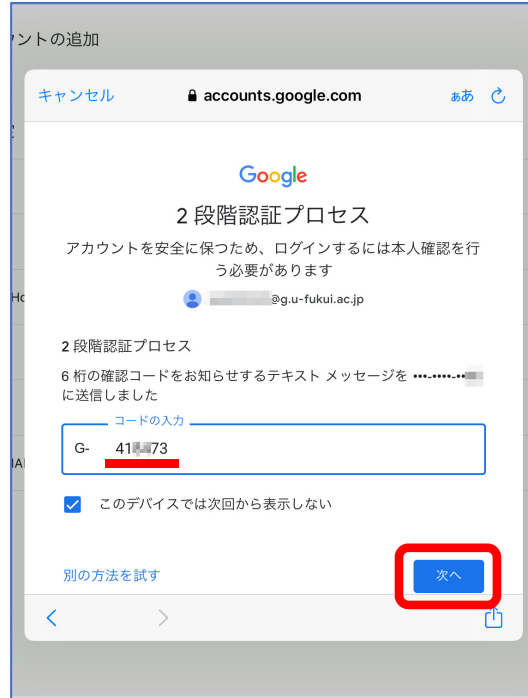 ントの追加
キャンセル accounts.google.com ぁあ
Google
2 段階認証プロセス
アカウントを安全に保つため、ログインするには本人確認を行
う必要があります
@g.u-fukui.ac.jp
2 段階認証プロセス
6 桁の確認コードをお知らせするテキスト メッセージを •••-••••-••
に送信しました
コードの入力
G- 41 73
このデバイスでは次回から表示しない
別の方法を試す 次へ